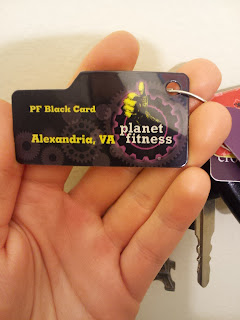 PF Black Card
Alexandria, VA
planet
fitness